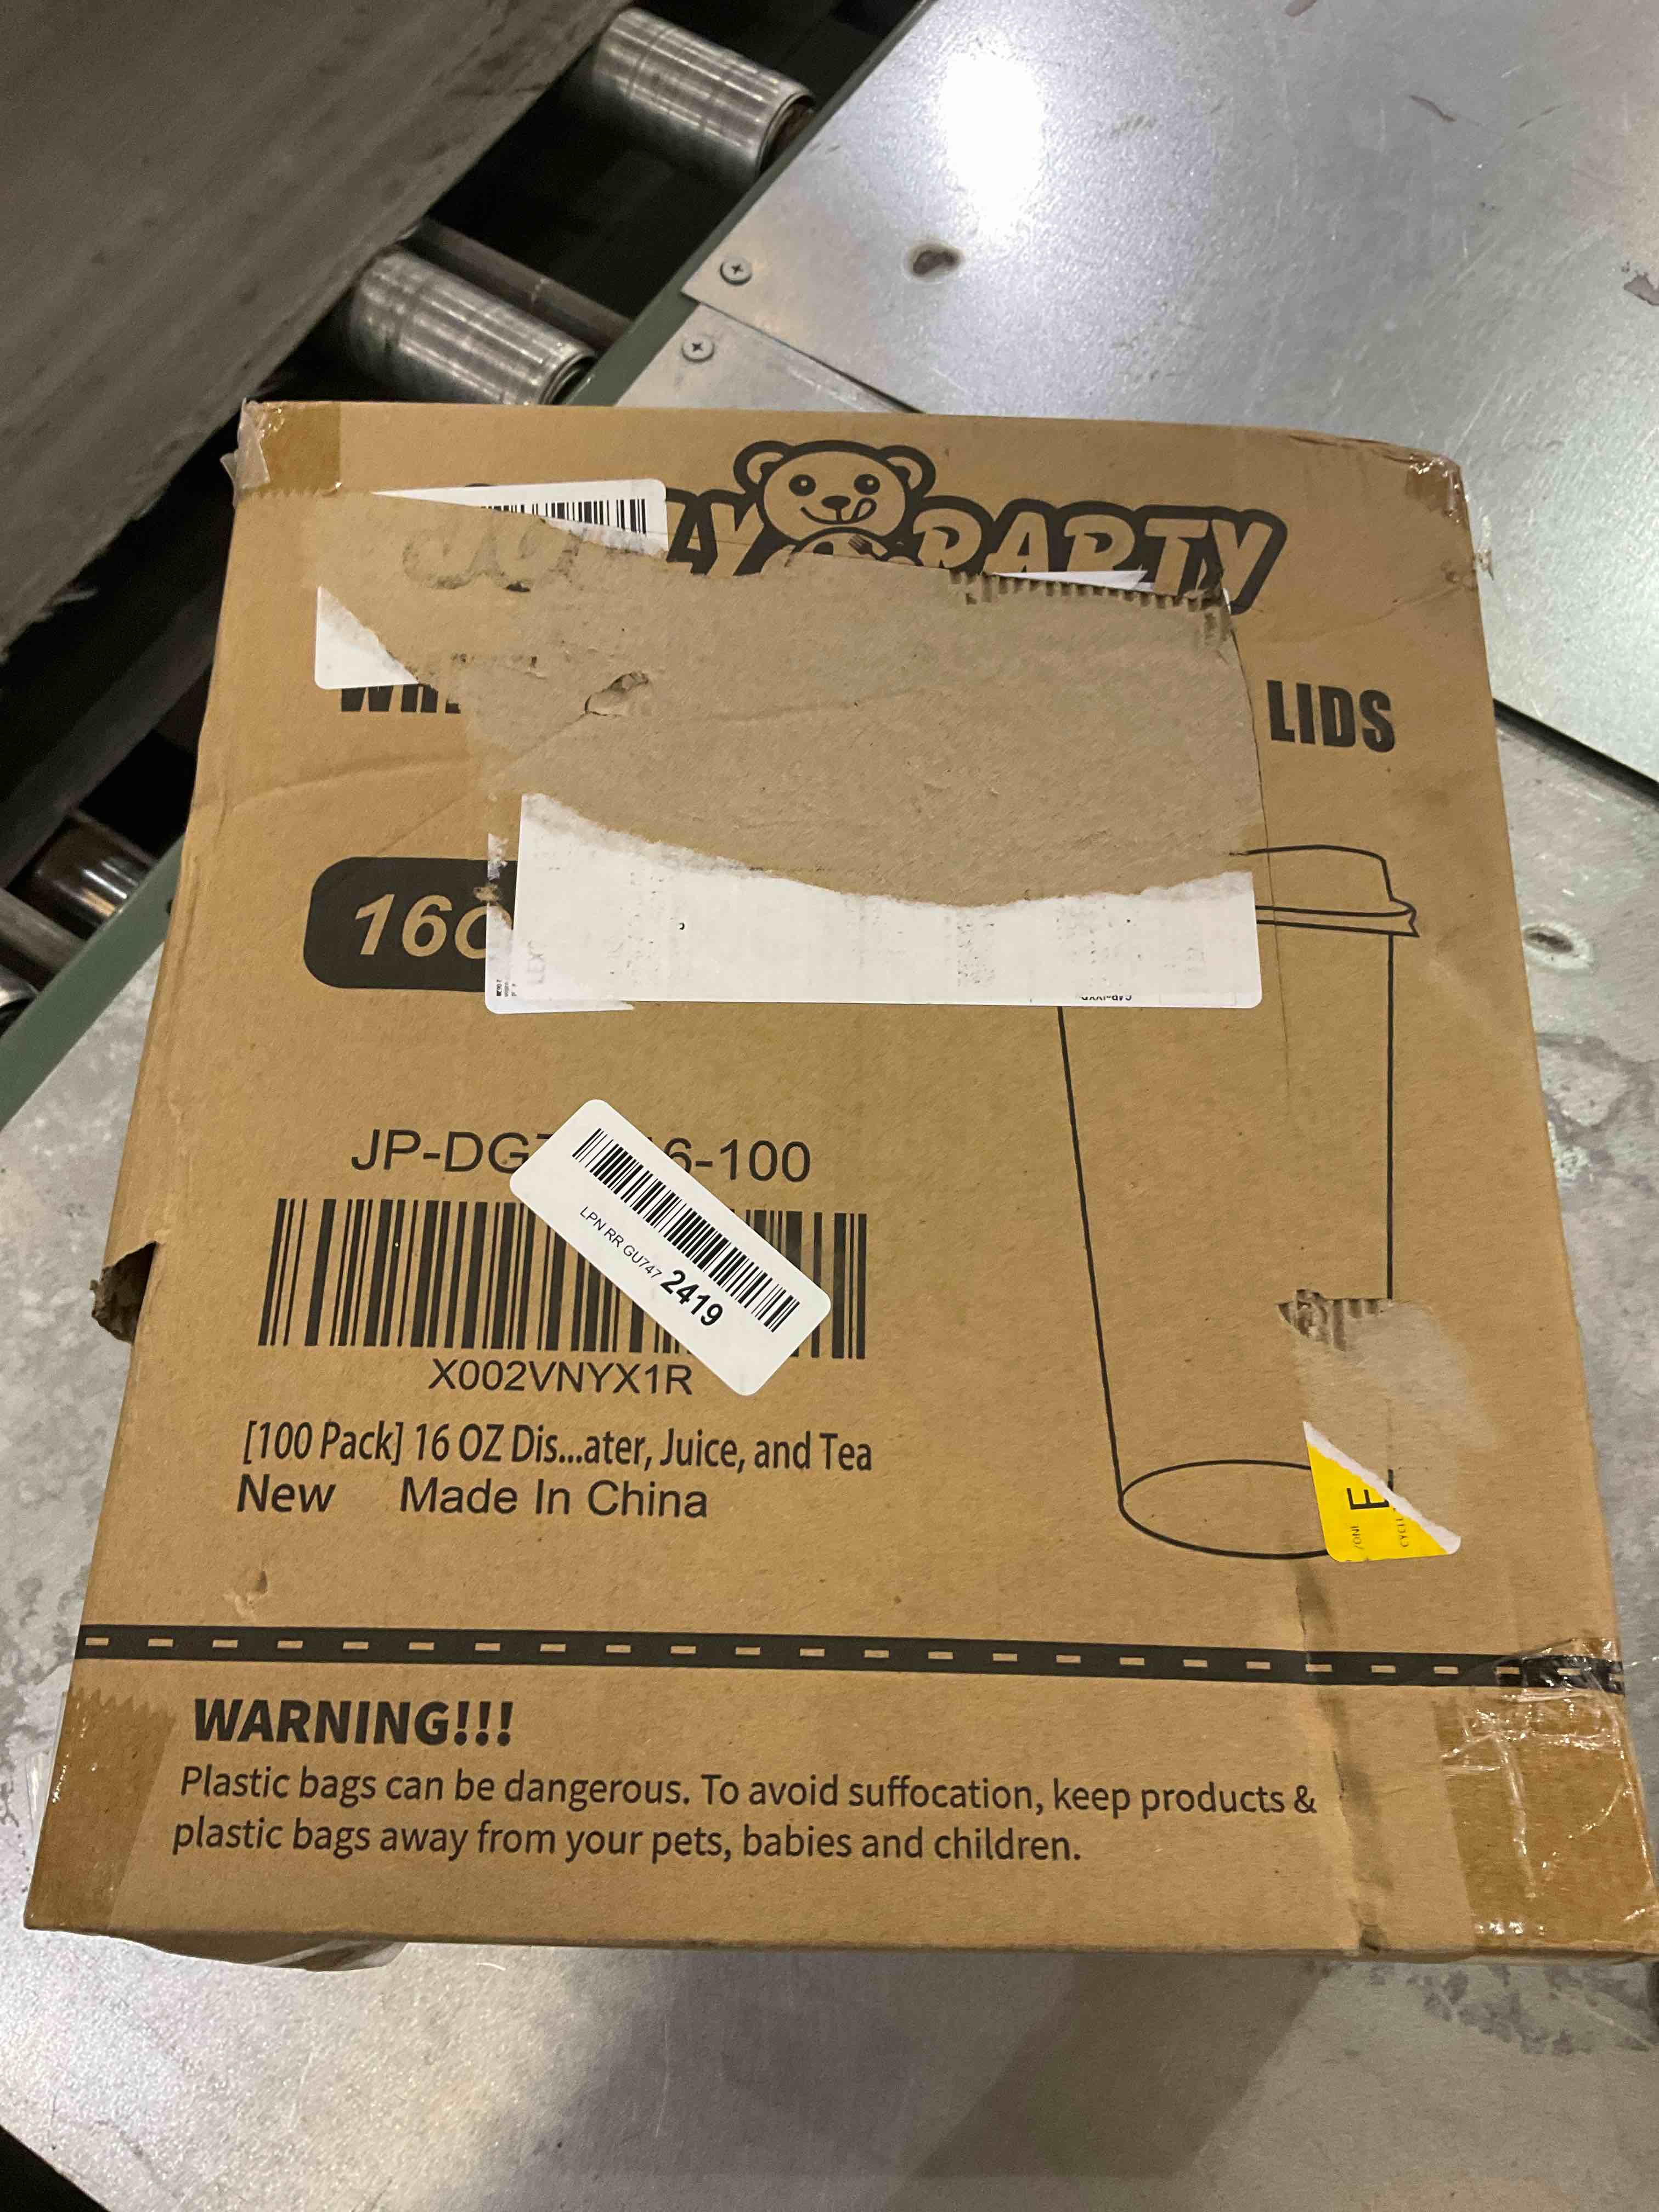 PARTY
LIDS
JP-DG
6-100
LPN RR GU747 2419
X002VNYX1R
[100 Pack] 16 OZ Dis...ater, Juice, and Tea
New Made In China
E
ZONE
CYCLE
WARNING!!!
Plastic bags can be dangerous. To avoid suffocation, keep products &
plastic bags away from your pets, babies and children.